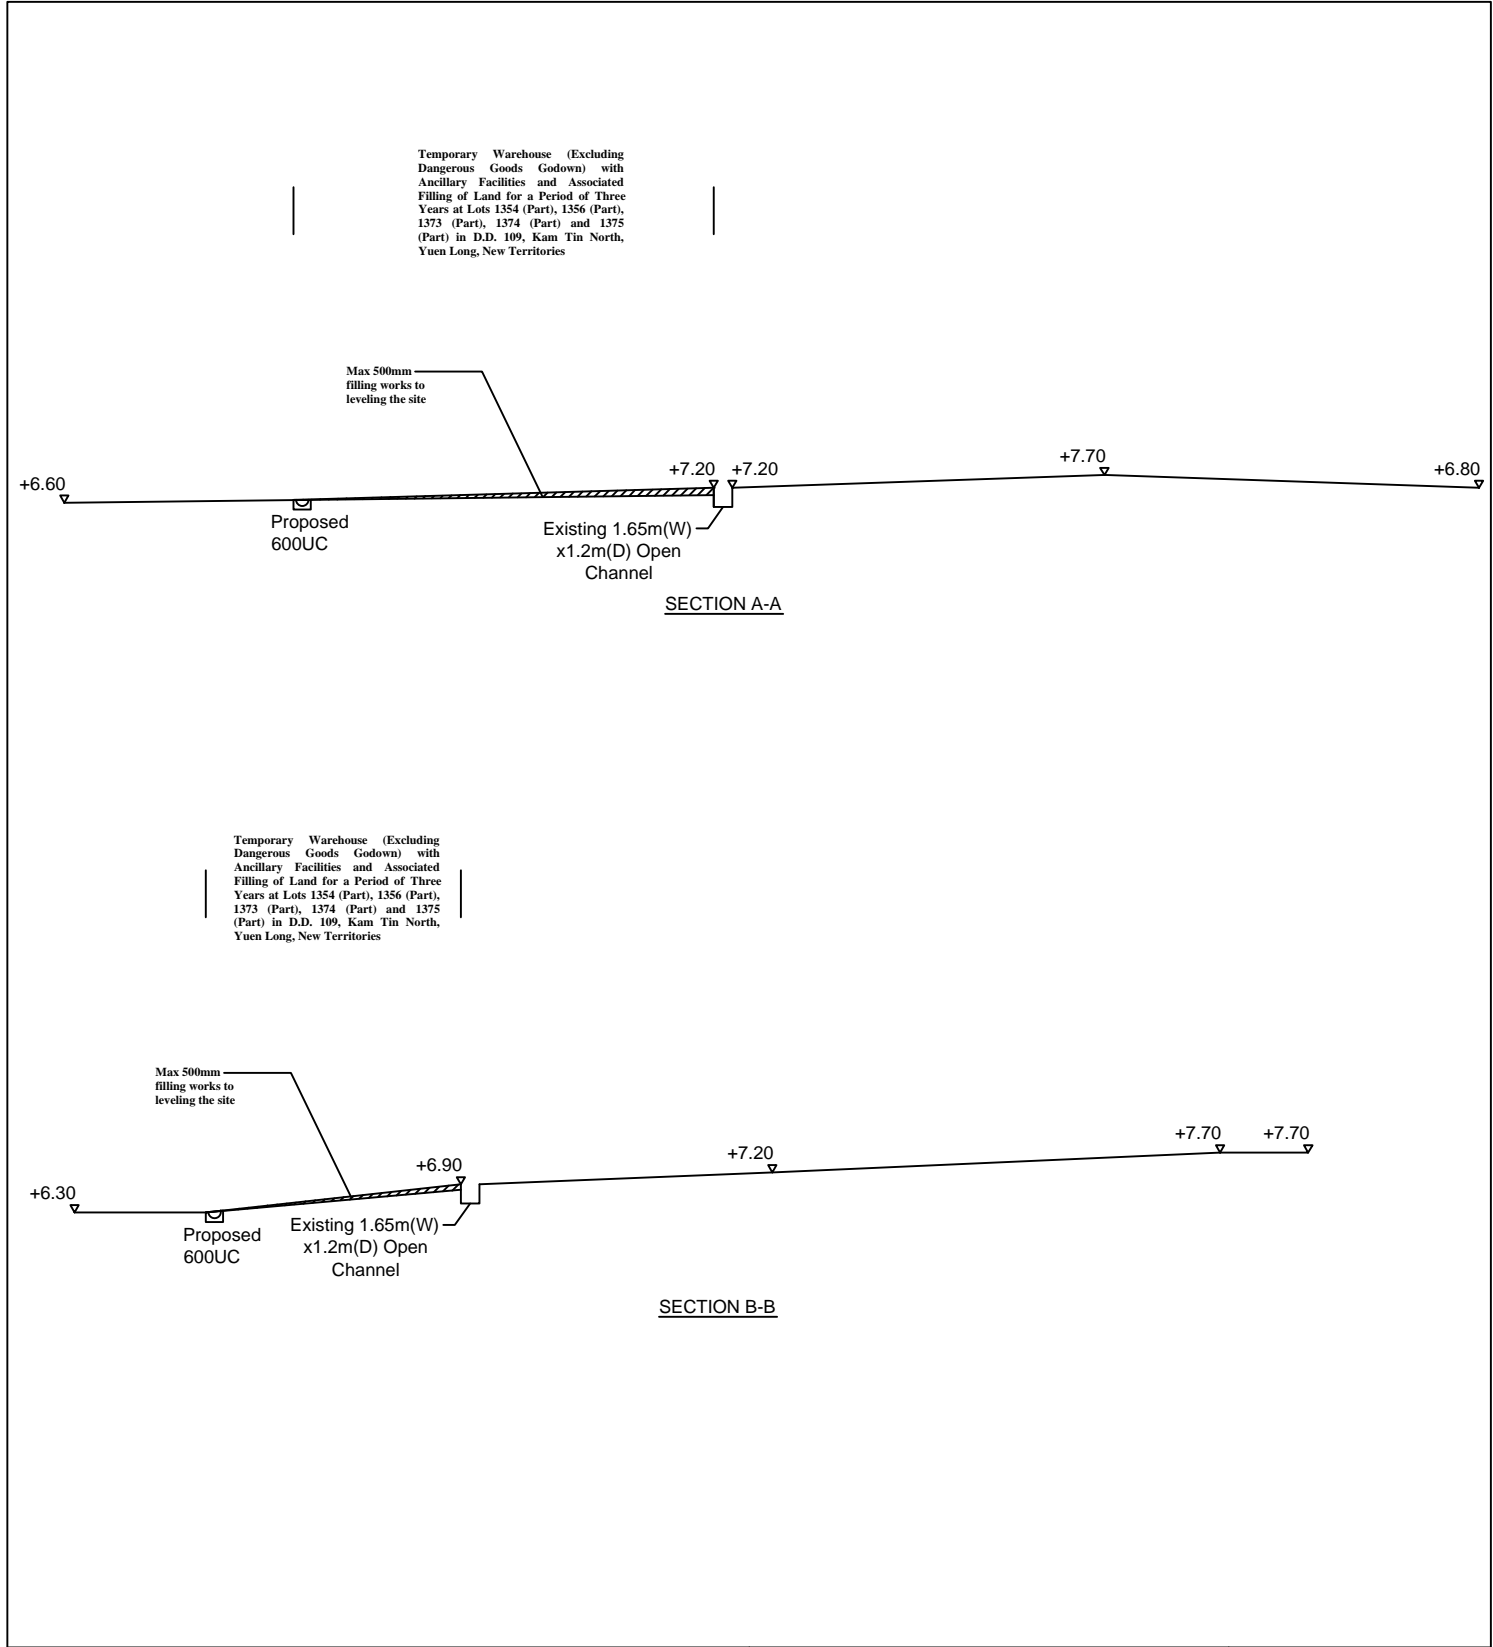 Temporary Warehouse (Excluding
Dangerous Goods Godown) with
Ancillary Facilities and Associated
Filling of Land for a Period of Three
Years at Lots 1354 (Part), 1356 (Part),
1373 (Part), 1374 (Part) and 1375
(Part) in D.D. 109, Kam Tin North,
Yuen Long, New Territories
Max 500mm
filling works to
leveling the site
+6.60
+7.20
+7.20
+7.70
+6.80
Proposed
600UC
Existing 1.65m(W)
x1.2m(D) Open
Channel
SECTION A-A
Temporary Warehouse (Excluding
Dangerous Goods Godown) with
Ancillary Facilities and Associated
Filling of Land for a Period of Three
Years at Lots 1354 (Part), 1356 (Part),
1373 (Part), 1374 (Part) and 1375
(Part) in D.D. 109, Kam Tin North,
Yuen Long, New Territories
Max 500mm
filling works to
leveling the site
+6.30
+6.90
+7.20
+7.70
+7.70
Proposed
600UC
Existing 1.65m(W)
x1.2m(D) Open
Channel
SECTION B-B